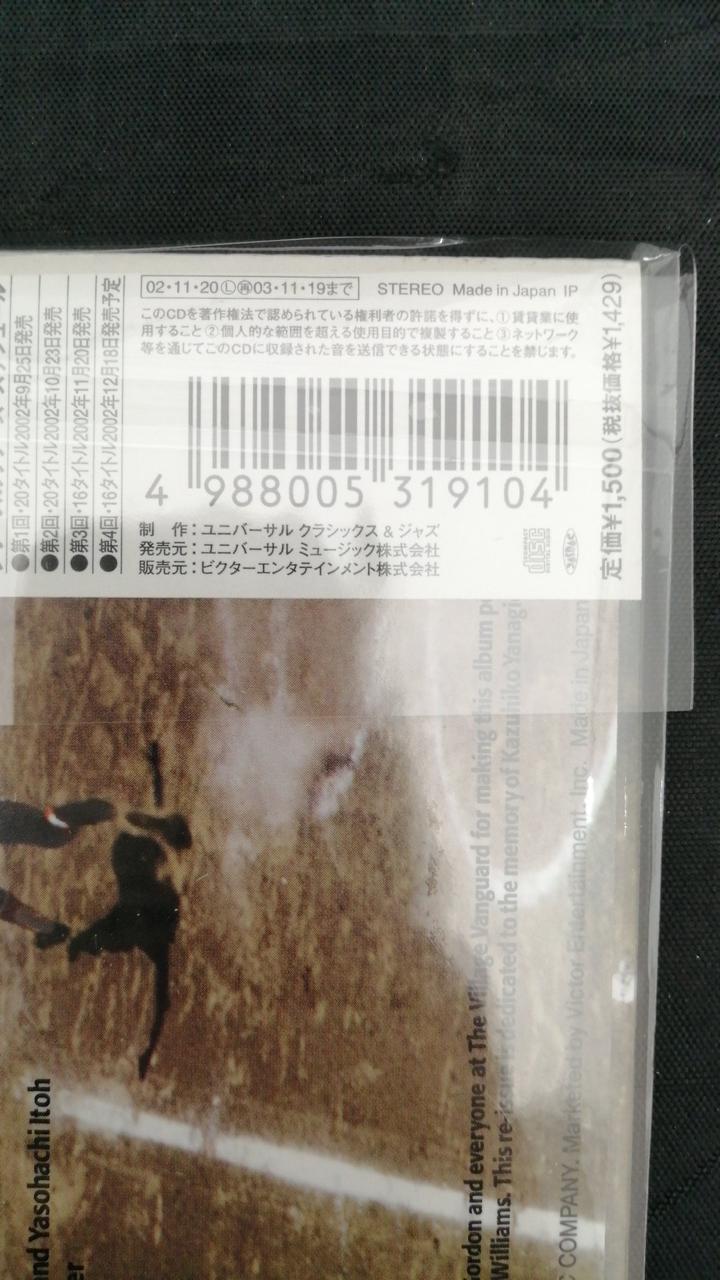 02・11・20Ⓛ㊥03・11・19まで
STEREO Made in Japan IP
このCDを著作権法で認められている権利者の許諾を得ずに、①賃貸業に使
用すること②個人的な範囲を超える使用目的で複製すること③ネットワーク
等を通じてこのCDに収録された音を送信できる状態にすることを禁じます。
4 988005 319104
制 作：ユニバーサル クラシックス & ジャズ
発売元：ユニバーサル ミュージック株式会社
販売元：ビクターエンタテインメント株式会社
定価¥1,500(税抜価格¥1,429)
●第1回・20タイトル2002年9月25日発売
●第2回・20タイトル2002年10月23日発売
●第3回・16タイトル2002年11月20日発売
●第4回・16タイトル2002年12月18日発売予定
nd Yasohachi Itoh
er
ordon and everyone at The Village Vanguard for making this album p
Williams. This re-issue is dedicated to the memory of Kazuhiko Yanagi
COMPANY. Marketed by Victor Entertainment. Inc. Made in Japan